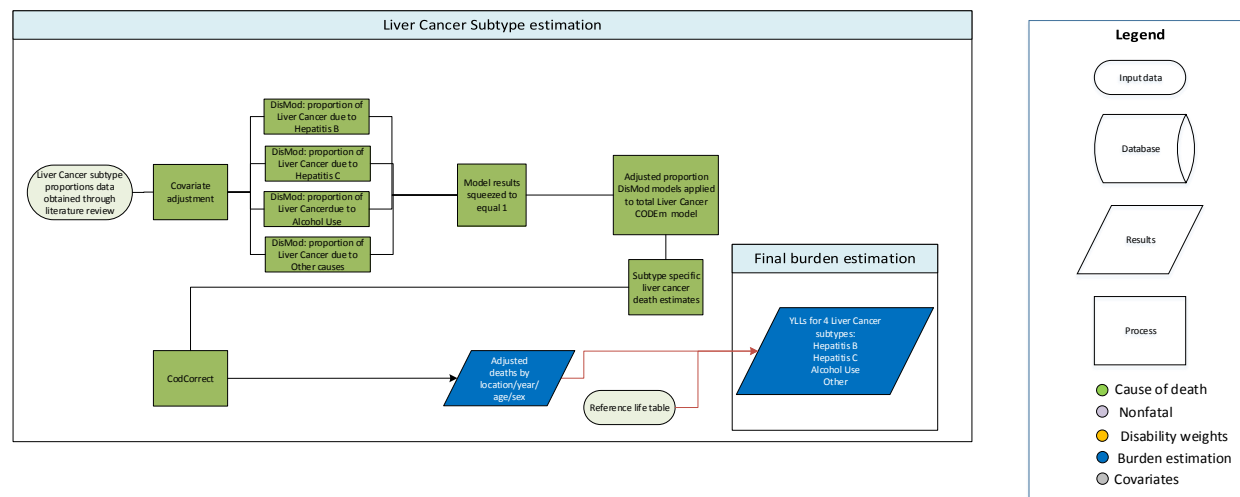 Liver Cancer Subtype estimation
DisMod: proportion of
Liver Cancer due to
Hepatitis B
DisMod: proportion of
Liver Cancer due to
Hepatitis C
DisMod: proportion of
Liver Cancerdue to
Alcohol Use
DisMod: proportion of
Liver Cancer due to
Other causes
Liver Cancer subtype
proportions data
obtained through
literature review
Covariate
adjustment
Model results
squeezed to
equal 1
Adjusted proportion
DisMod models applied
to total Liver Cancer
CODEm model
Subtype specific
liver cancer
death estimates
Final burden estimation
YLLs for 4 Liver Cancer
subtypes:
Hepatitis B
Hepatitis C
Alcohol Use
Other
CodCorrect
Adjusted
deaths by
location/year/
age/sex
Reference life table
Legend
Input data
Database
Results
Process
Cause of death
Nonfatal
Disability weights
Burden estimation
Covariates